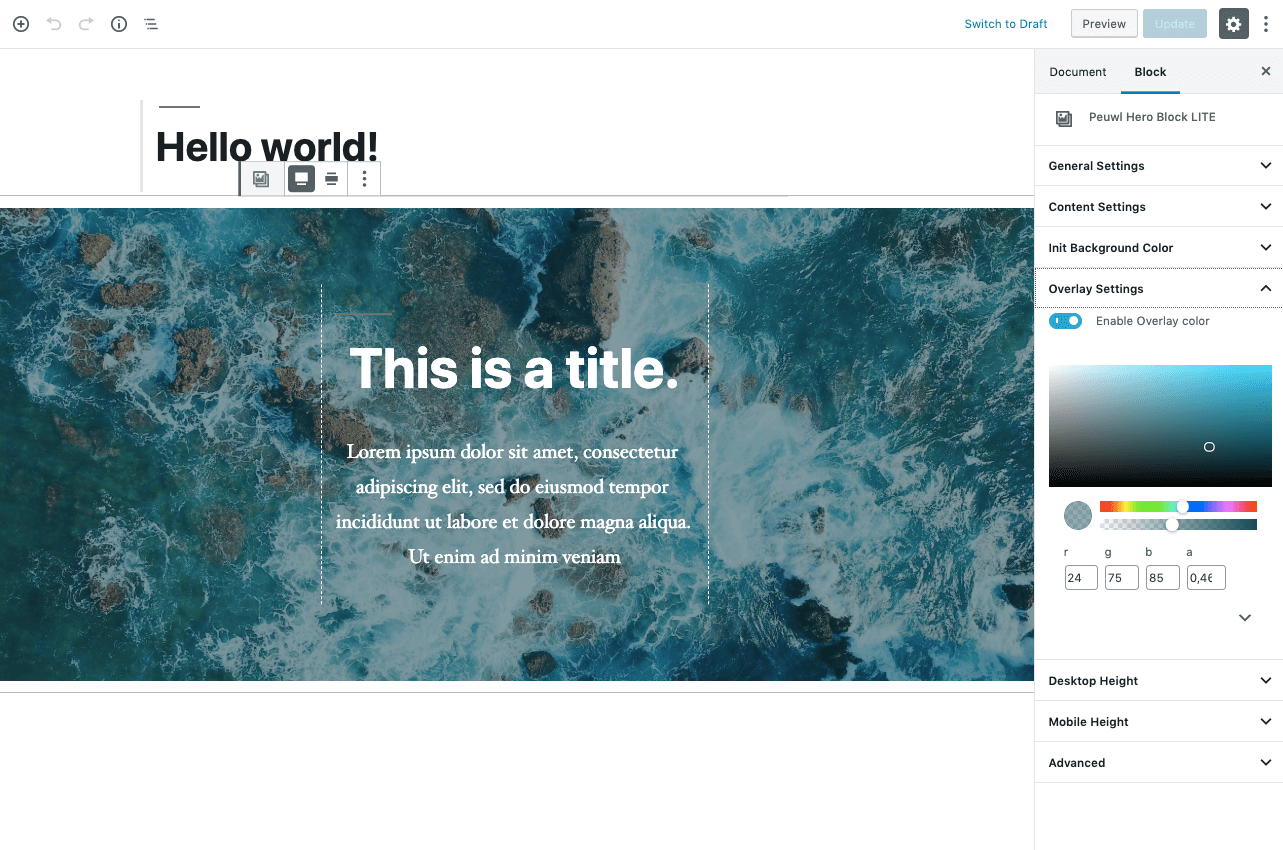 Switch to Draft
Preview
Update
Document
Block
Peuwl Hero Block LITE
General Settings
Content Settings
Init Background Color
Overlay Settings
Enable Overlay color
r
g
b
a
24
75
85
0,46
Desktop Height
Mobile Height
Advanced
Hello world!
This is a title.
Lorem ipsum dolor sit amet, consectetur
adipiscing elit, sed do eiusmod tempor
incididunt ut labore et dolore magna aliqua.
Ut enim ad minim veniam